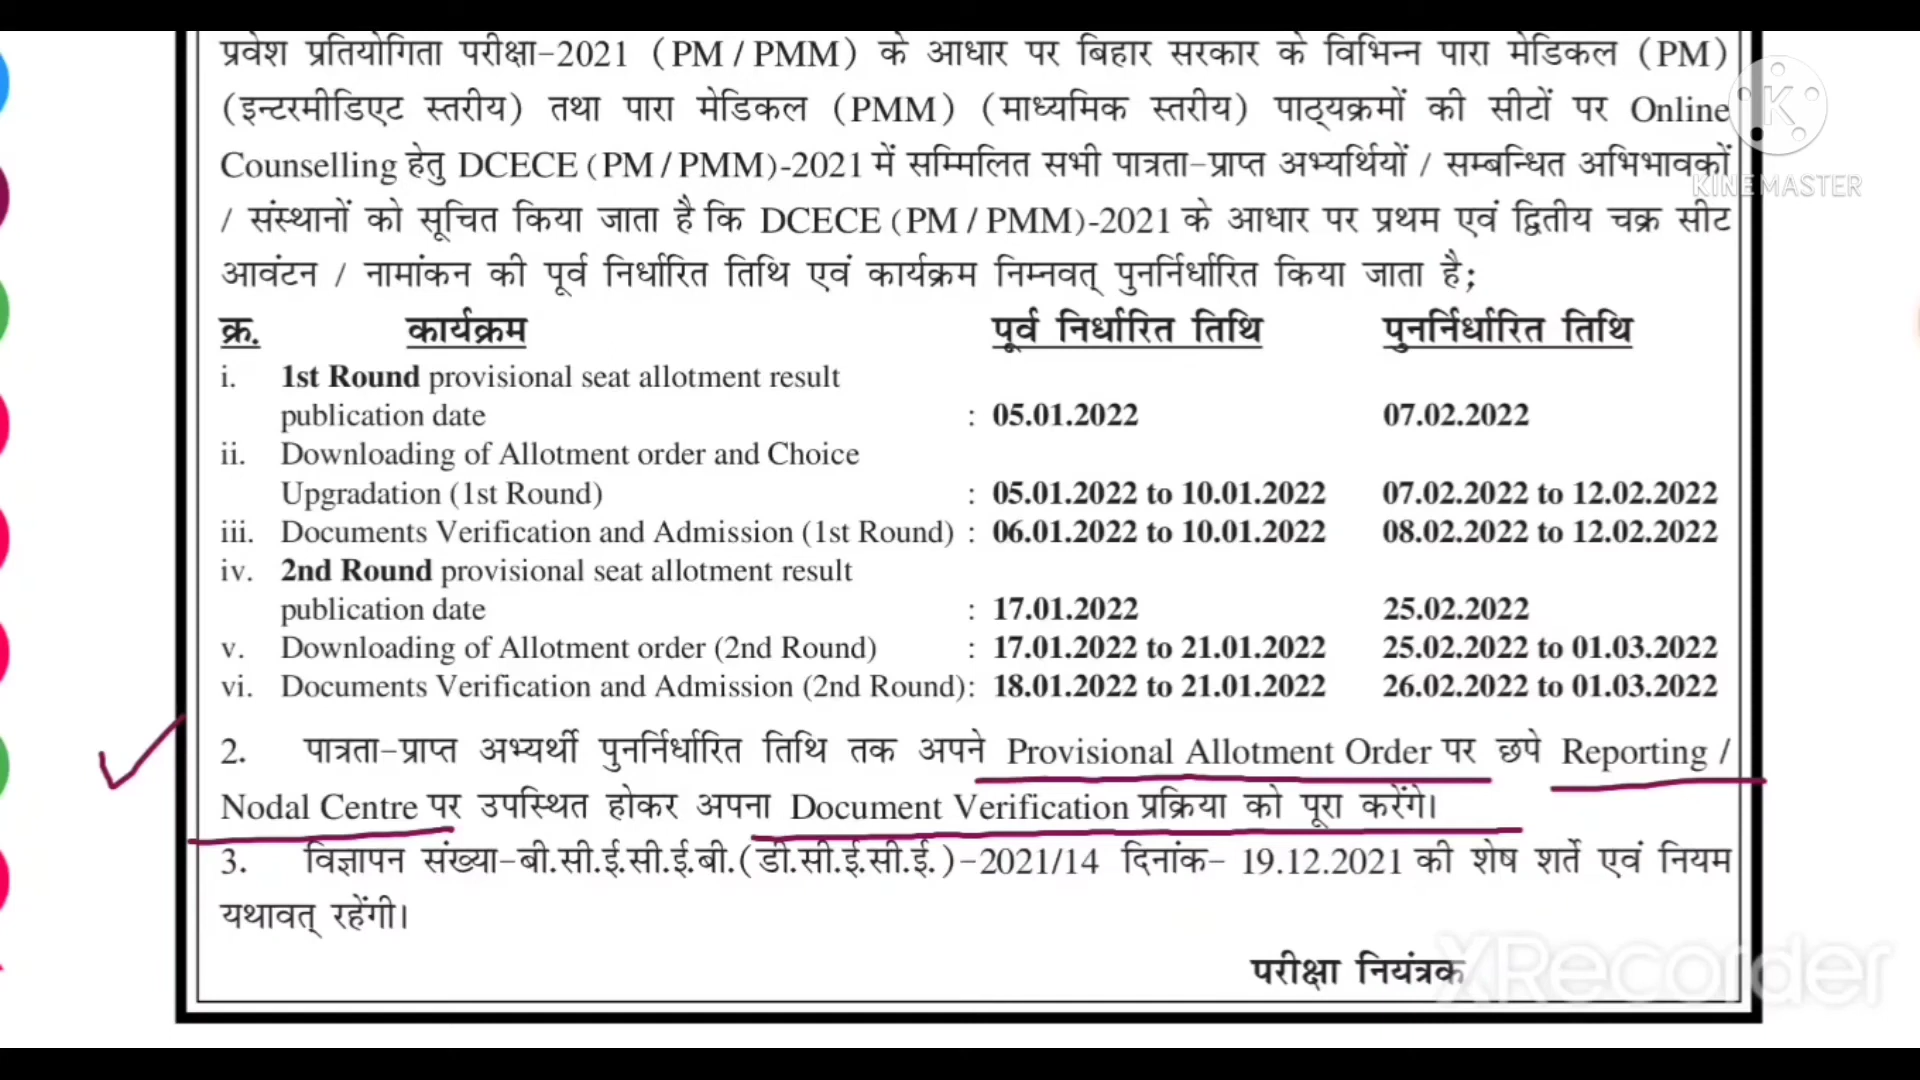 प्रवेश प्रतियोगिता परीक्षा-2021 (PM / PMM) के आधार पर बिहार सरकार के विभिन्न पारा मेडिकल (PM)
(इन्टरमीडिएट स्तरीय) तथा पारा मेडिकल (PMM) (माध्यमिक स्तरीय) पाठ्यक्रमों की सीटों पर Online
Counselling हेतु DCECE (PM / PMM)-2021 में सम्मिलित सभी पात्रता-प्राप्त अभ्यर्थियों / सम्बन्धित अभिभावकों
/ संस्थानों को सूचित किया जाता है कि DCECE (PM / PMM)-2021 के आधार पर प्रथम एवं द्वितीय चक्र सीट
आवंटन / नामांकन की पूर्व निर्धारित तिथि एवं कार्यक्रम निम्नवत् पुनर्निर्धारित किया जाता है;
क्र. कार्यक्रम पूर्व निर्धारित तिथि पुनर्निर्धारित तिथि
i. 1st Round provisional seat allotment result
publication date : 05.01.2022 07.02.2022
ii. Downloading of Allotment order and Choice
Upgradation (1st Round) : 05.01.2022 to 10.01.2022 07.02.2022 to 12.02.2022
iii. Documents Verification and Admission (1st Round) : 06.01.2022 to 10.01.2022 08.02.2022 to 12.02.2022
iv. 2nd Round provisional seat allotment result
publication date : 17.01.2022 25.02.2022
v. Downloading of Allotment order (2nd Round) : 17.01.2022 to 21.01.2022 25.02.2022 to 01.03.2022
vi. Documents Verification and Admission (2nd Round): 18.01.2022 to 21.01.2022 26.02.2022 to 01.03.2022
2. पात्रता-प्राप्त अभ्यर्थी पुनर्निर्धारित तिथि तक अपने Provisional Allotment Order पर छपे Reporting /
Nodal Centre पर उपस्थित होकर अपना Document Verification प्रक्रिया को पूरा करेंगे।
3. विज्ञापन संख्या-बी.सी.ई.सी.ई.बी.(डी.सी.ई.सी.ई.)-2021/14 दिनांक- 19.12.2021 की शेष शर्ते एवं नियम
यथावत् रहेंगी।
परीक्षा नियंत्रक
K
KINEMASTER
XRecorder